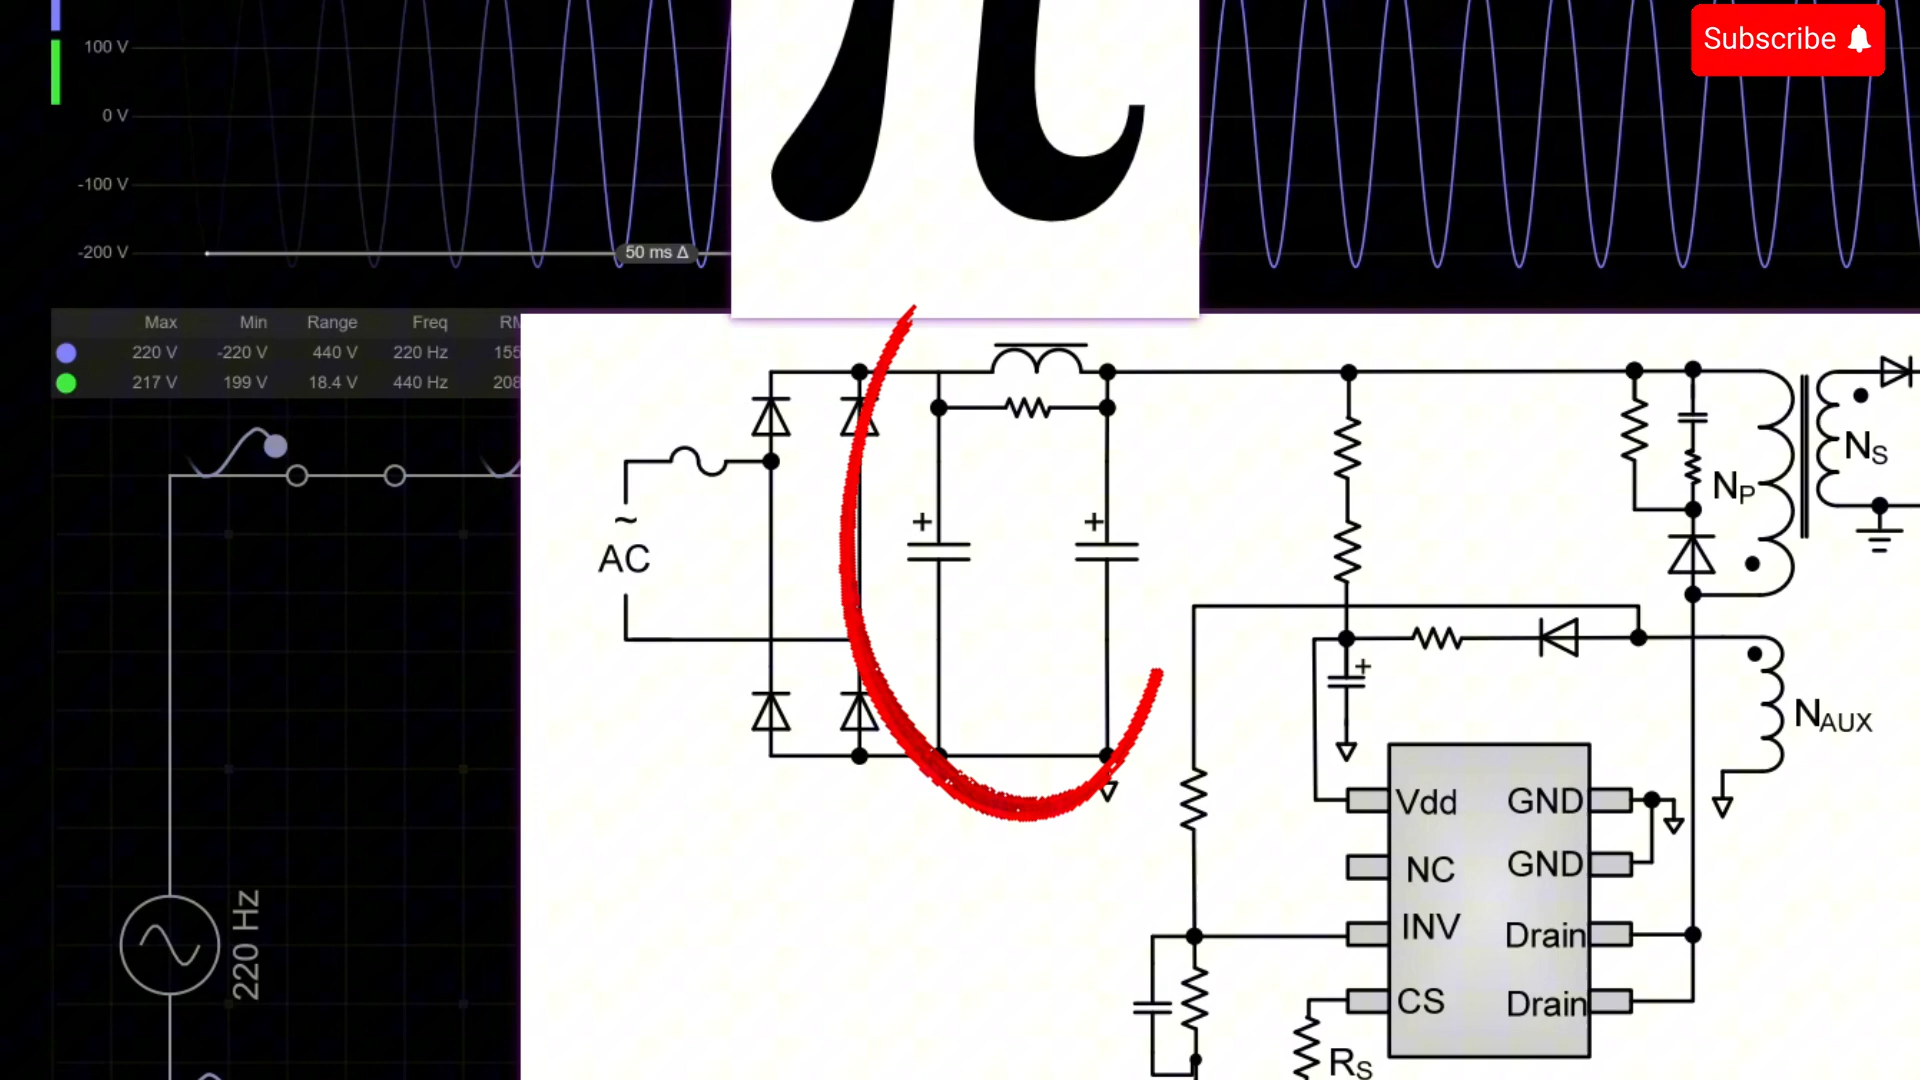 Subscribe
100 V
0 V
-100 V
-200 V
50 ms Δ
π
Max Min Range Freq
220 V -220 V 440 V 220 Hz 155
217 V 199 V 18.4 V 440 Hz 208
~
AC
+ +
NP
NS
+
NAUX
Vdd GND
NC GND
INV Drain
CS Drain
RS
220 Hz